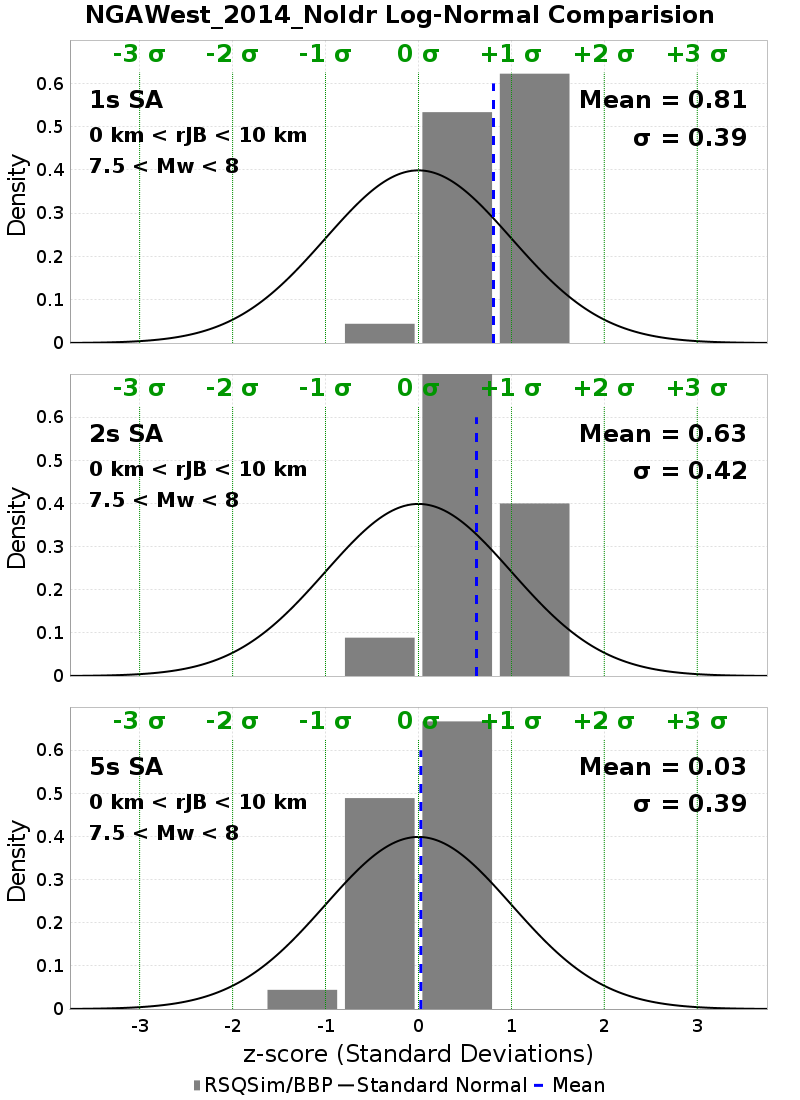 NGAWest_2014_NoIdr Log-Normal Comparision
-3 σ -2 σ -1 σ 0 σ +1 σ +2 σ +3 σ
1s SA
0 km < rJB < 10 km
7.5 < Mw < 8
Mean = 0.81
σ = 0.39
0.6
0.5
0.4
0.3
0.2
0.1
0
Density
-3 σ -2 σ -1 σ 0 σ +1 σ +2 σ +3 σ
2s SA
0 km < rJB < 10 km
7.5 < Mw < 8
Mean = 0.63
σ = 0.42
0.6
0.5
0.4
0.3
0.2
0.1
0
Density
-3 σ -2 σ -1 σ 0 σ +1 σ +2 σ +3 σ
5s SA
0 km < rJB < 10 km
7.5 < Mw < 8
Mean = 0.03
σ = 0.39
0.6
0.5
0.4
0.3
0.2
0.1
0
Density
-3 -2 -1 0 1 2 3
z-score (Standard Deviations)
RSQSim/BBP Standard Normal Mean